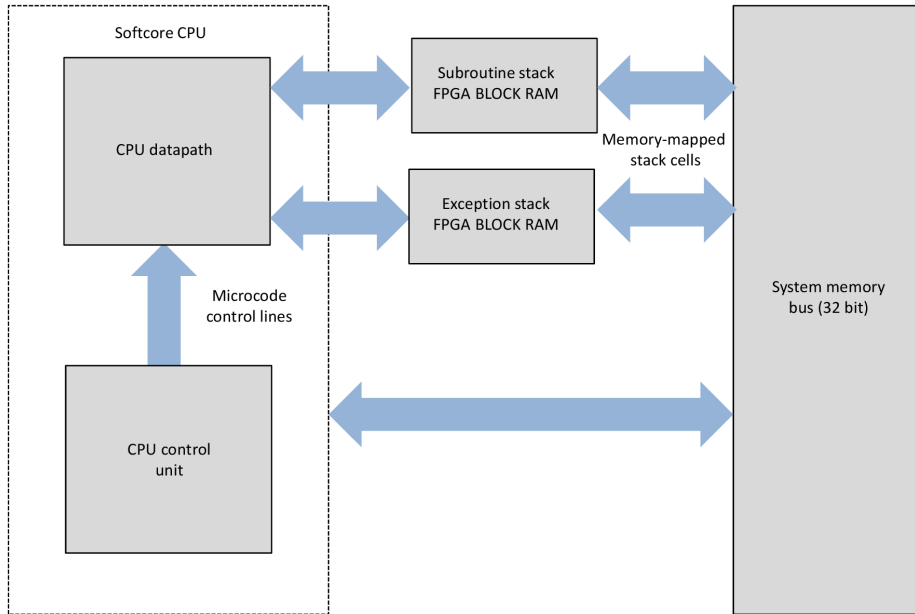 Softcore CPU
CPU datapath
Subroutine stack
FPGA BLOCK RAM
Memory-mapped
stack cells
Exception stack
FPGA BLOCK RAM
Microcode
control lines
System memory
bus (32 bit)
CPU control
unit